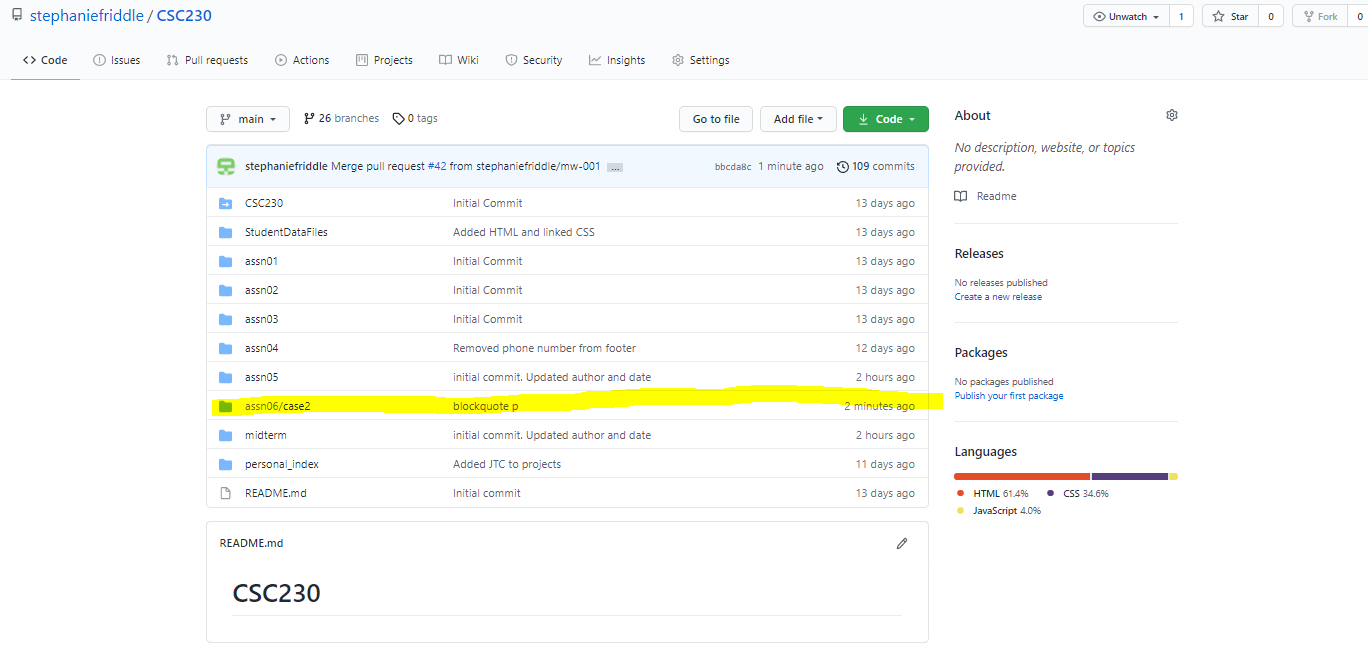 stephaniefriddle / CSC230
Unwatch 1 Star 0 Fork 0
Code Issues Pull requests Actions Projects Wiki Security Insights Settings
main 26 branches 0 tags Go to file Add file Code
stephaniefriddle Merge pull request #42 from stephaniefriddle/mw-001 ... bbcda8c 1 minute ago 109 commits
CSC230 Initial Commit 13 days ago
StudentDataFiles Added HTML and linked CSS 13 days ago
assn01 Initial Commit 13 days ago
assn02 Initial Commit 13 days ago
assn03 Initial Commit 13 days ago
assn04 Removed phone number from footer 12 days ago
assn05 initial commit. Updated author and date 2 hours ago
assn06/case2 blockquote p 2 minutes ago
midterm initial commit. Updated author and date 2 hours ago
personal_index Added JTC to projects 11 days ago
README.md Initial commit 13 days ago
README.md
CSC230
About
No description, website, or topics
provided.
Readme
Releases
No releases published
Create a new release
Packages
No packages published
Publish your first package
Languages
HTML 61.4% CSS 34.6%
JavaScript 4.0%